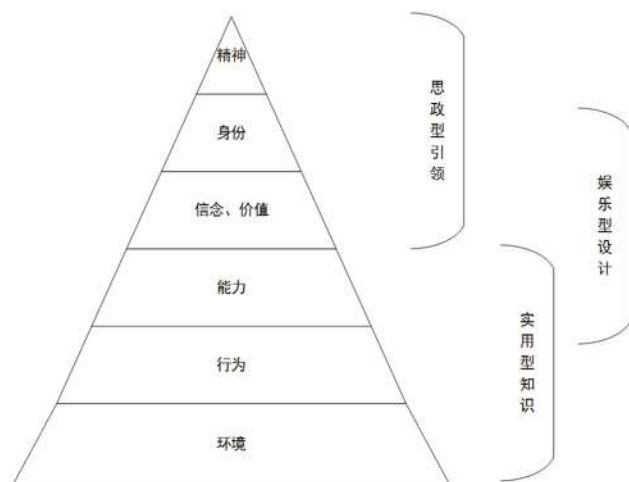 精神
身份
信念、价值
能力
行为
环境
思政型引领
娱乐型设计
实用型知识